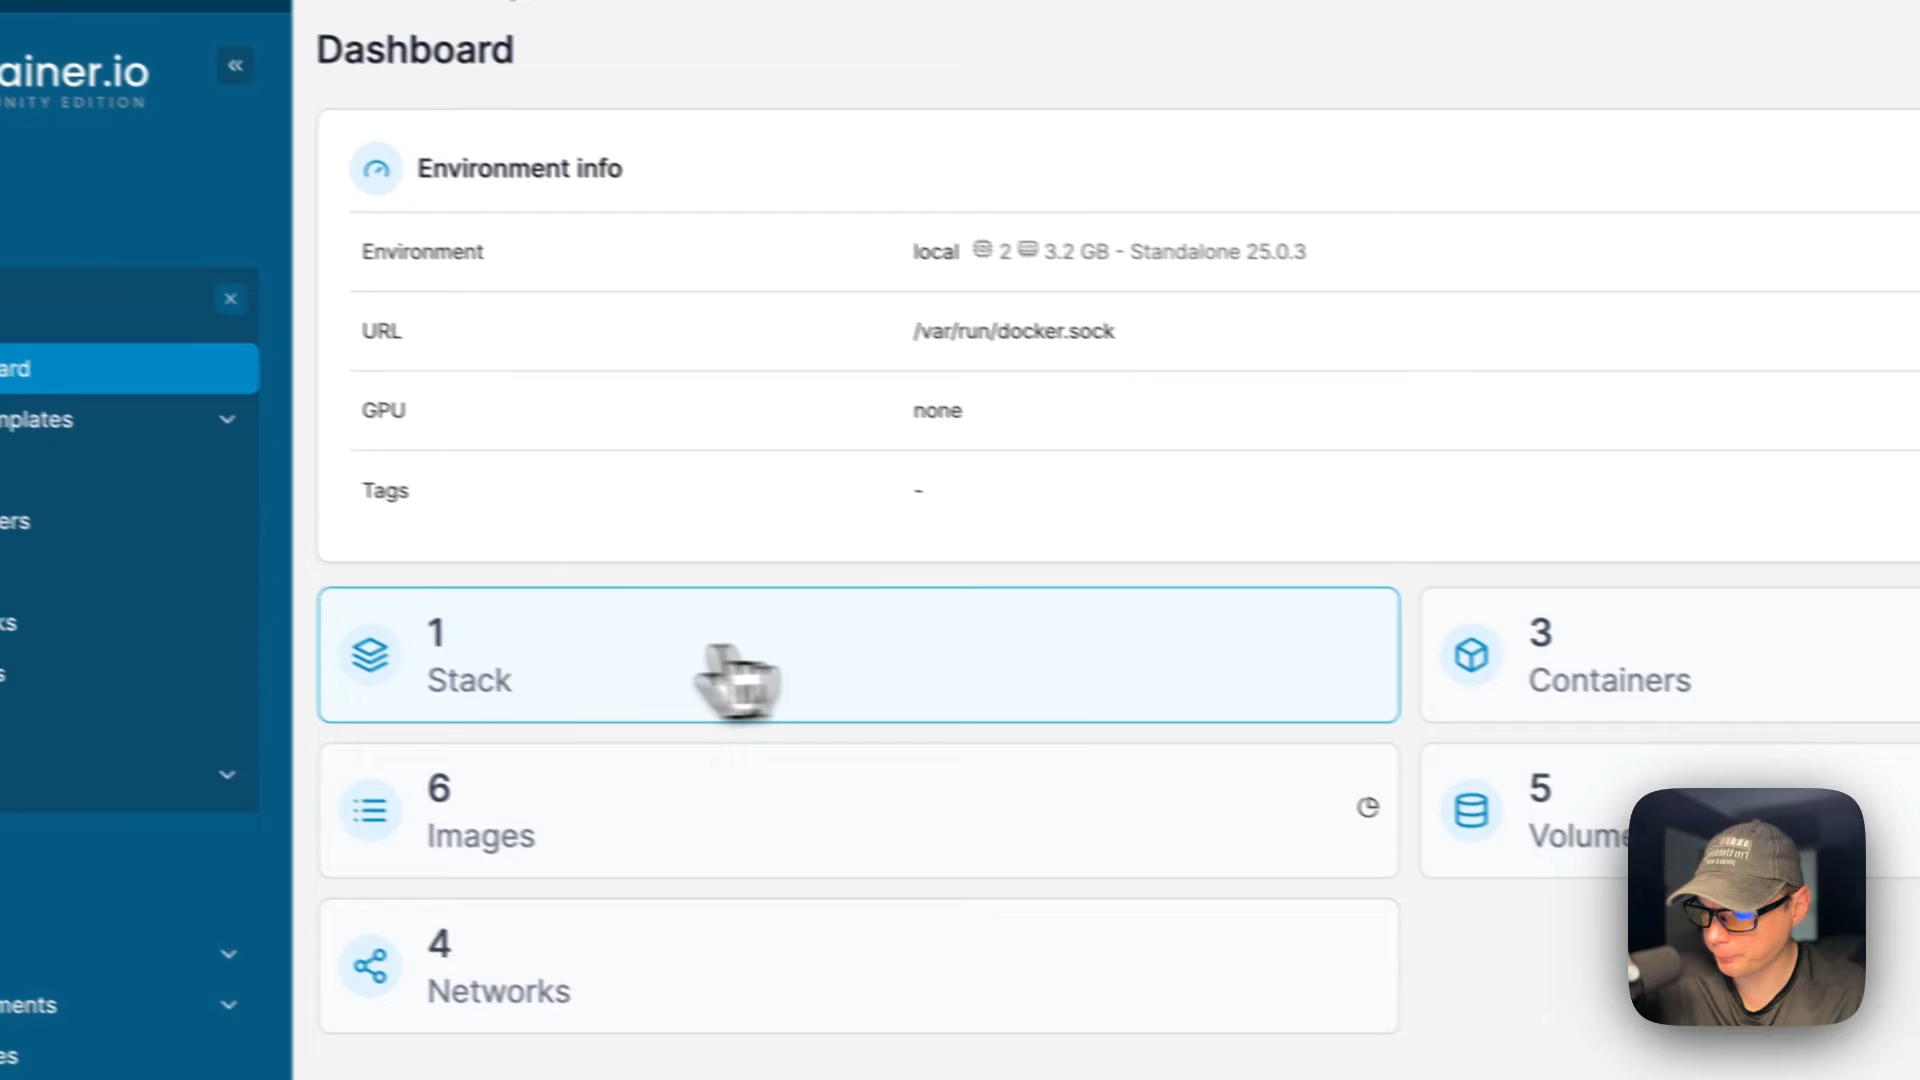 ainer.io
NITY EDITION
«
Dashboard
Environment info
Environment
local 2 3.2 GB - Standalone 25.0.3
URL
/var/run/docker.sock
GPU
none
Tags
-
ard
mplates
ers
ks
s
ments
es
1
Stack
3
Containers
6
Images
5
Volume
4
Networks